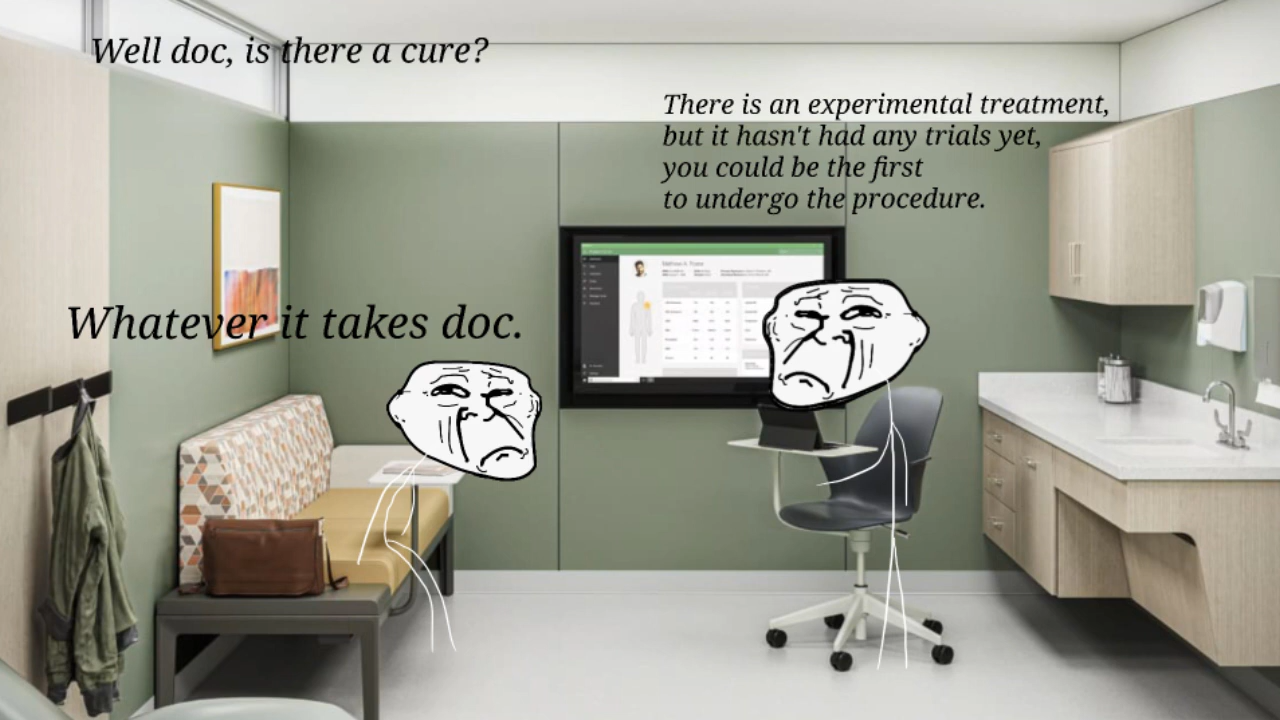 Well doc, is there a cure?
There is an experimental treatment,
but it hasn't had any trials yet,
you could be the first
to undergo the procedure.
Whatever it takes doc.